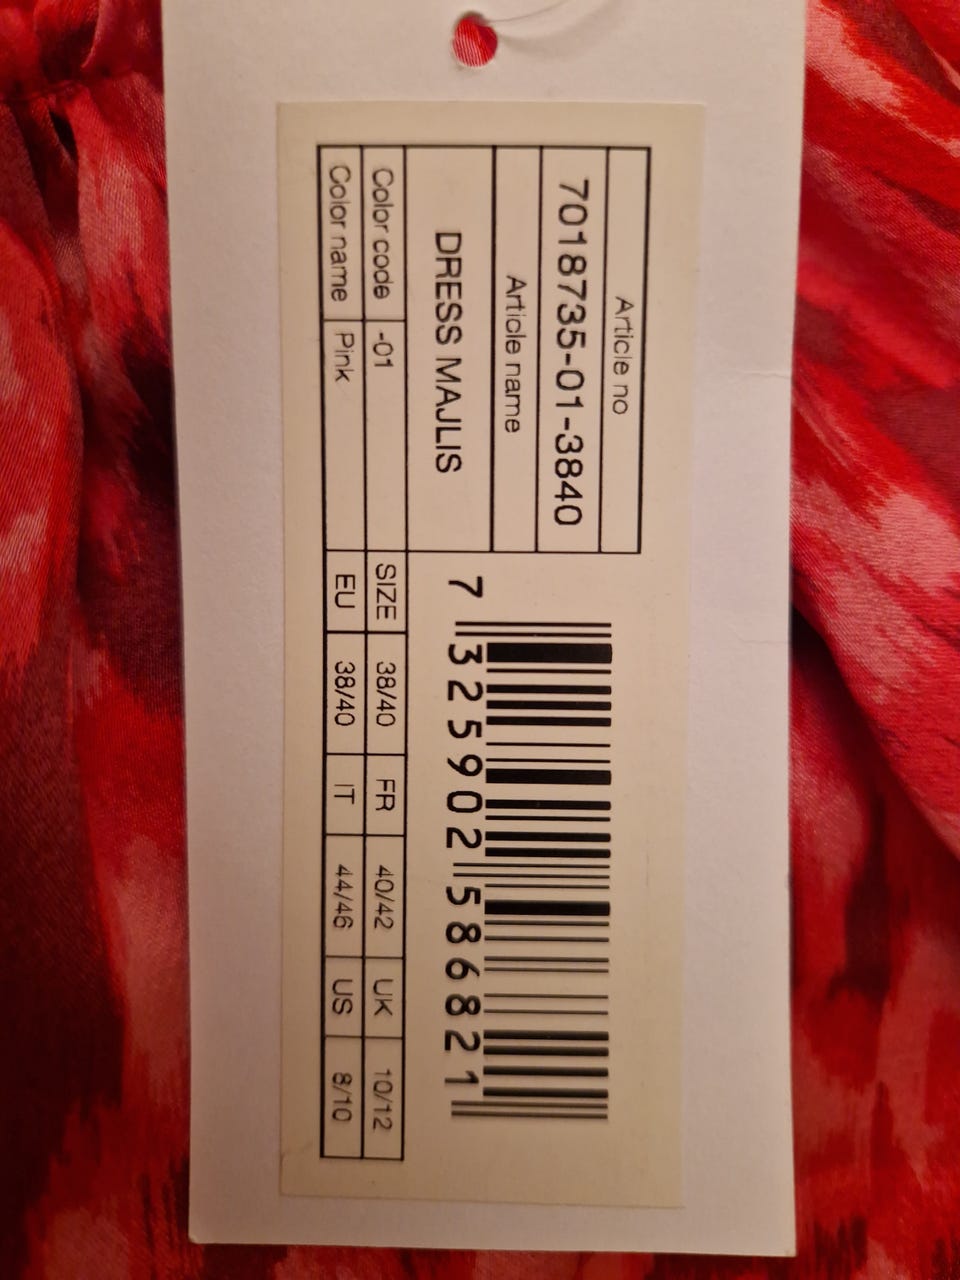 Article no
7018735-01-3840
Article name
DRESS MAJLIS
7 325902 586821
Color code -01 SIZE 38/40 FR 40/42 UK 10/12
Color name Pink EU 38/40 IT 44/46 US 8/10